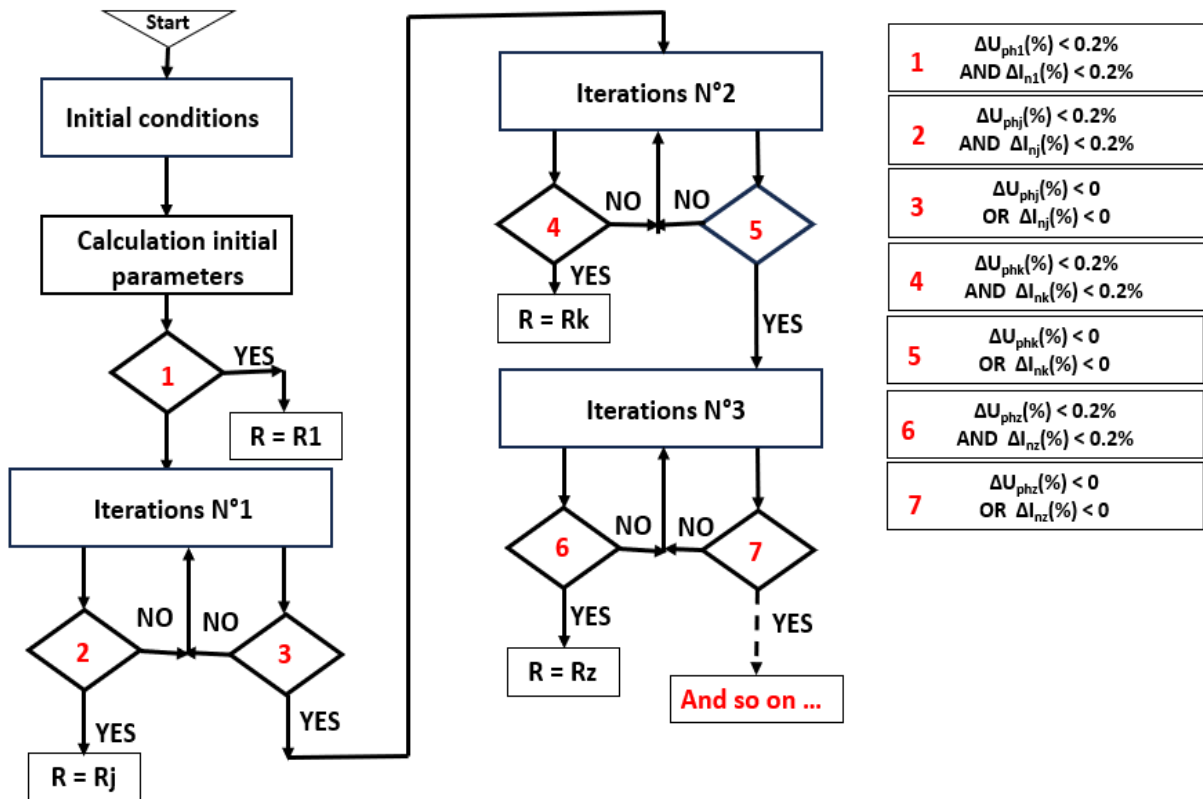 Start
Initial conditions
Calculation initial
parameters
1
YES
R = R1
Iterations N°1
2
NO
NO
3
YES
R = Rj
YES
Iterations N°2
4
NO
NO
5
YES
R = Rk
YES
Iterations N°3
6
NO
NO
7
YES
R = Rz
YES
And so on ...
1
ΔUph1(%) < 0.2%
AND ΔIn1(%) < 0.2%
2
ΔUphj(%) < 0.2%
AND ΔInj(%) < 0.2%
3
ΔUphj(%) < 0
OR ΔInj(%) < 0
4
ΔUphk(%) < 0.2%
AND ΔInk(%) < 0.2%
5
ΔUphk(%) < 0
OR ΔInk(%) < 0
6
ΔUphz(%) < 0.2%
AND ΔInz(%) < 0.2%
7
ΔUphz(%) < 0
OR ΔInz(%) < 0